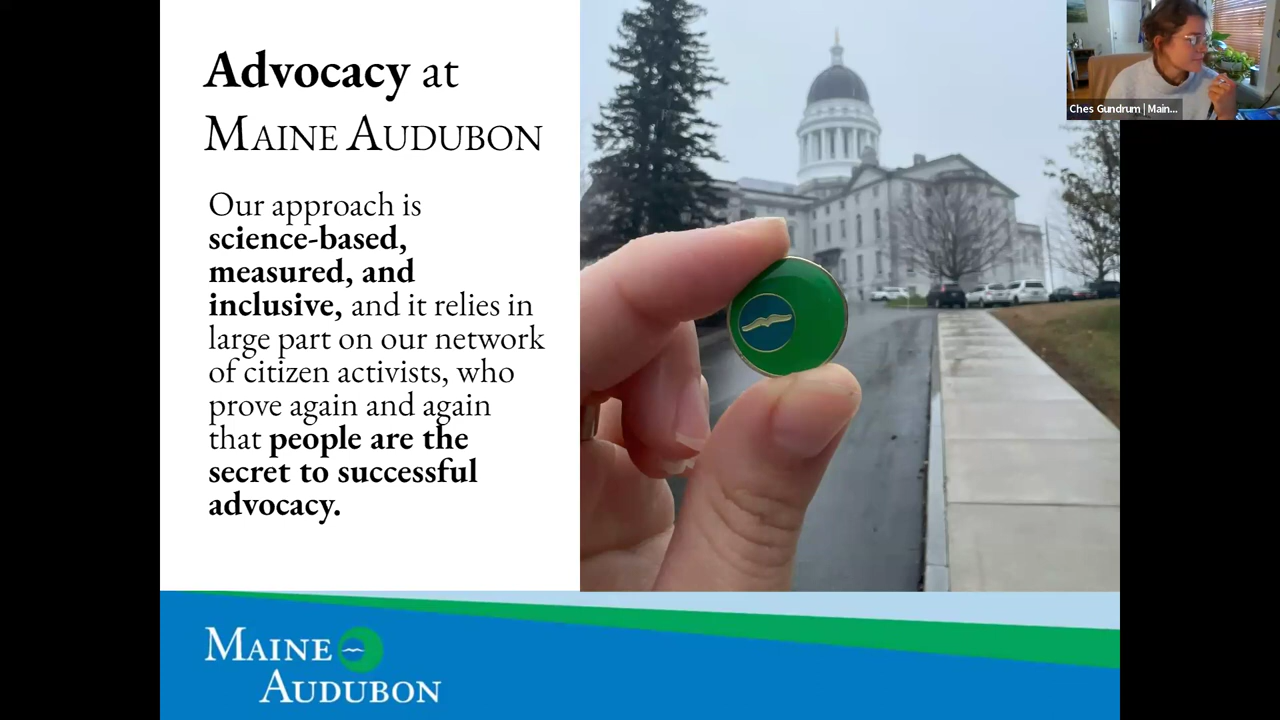 Advocacy at
MAINE AUDUBON
Our approach is
science-based,
measured, and
inclusive, and it relies in
large part on our network
of citizen activists, who
prove again and again
that people are the
secret to successful
advocacy.
Ches Gundrum | Main...
MAINE
AUDUBON